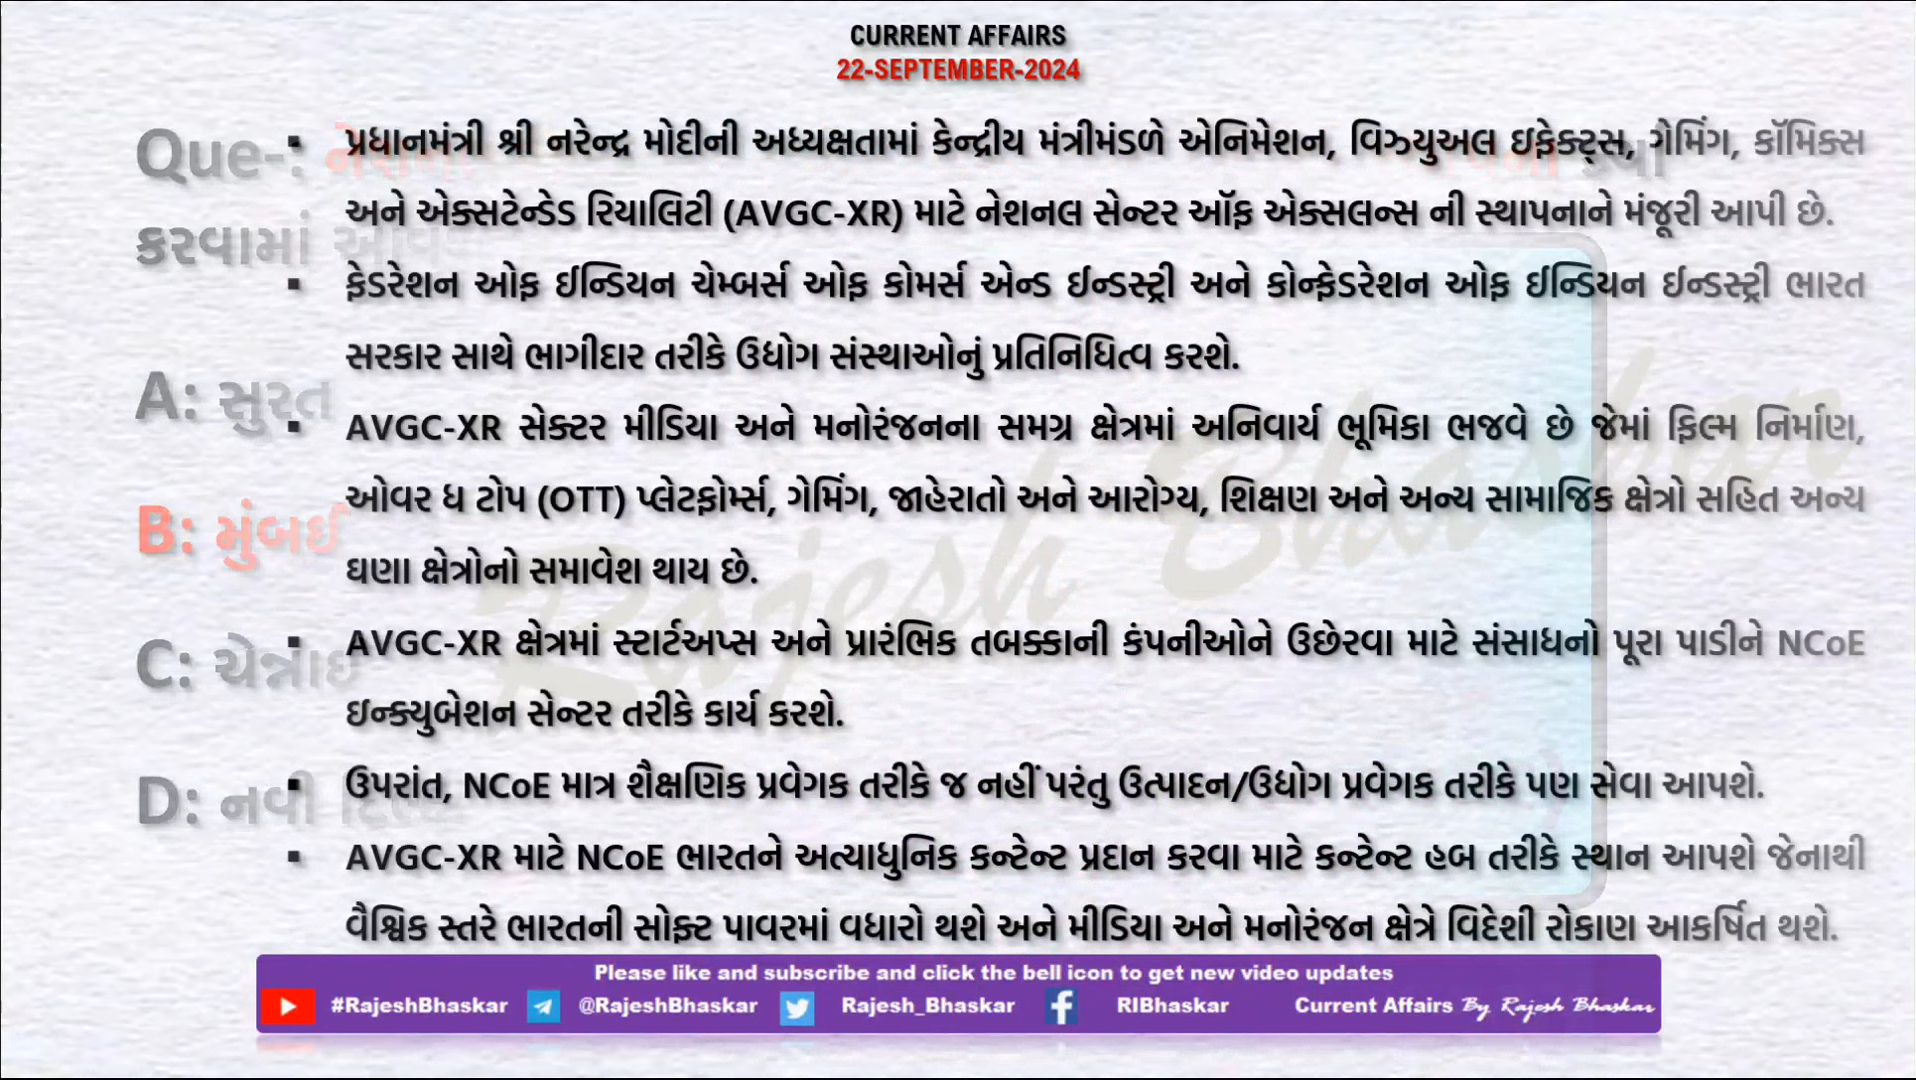 CURRENT AFFAIRS
22-SEPTEMBER-2024
Que-:
કરવામાં
▪ પ્રધાનમંત્રી શ્રી નરેન્દ્ર મોદીની અધ્યક્ષતામાં કેન્દ્રીય મંત્રીમંડળે એનિમેશન, વિઝ્યુઅલ ઇફેક્ટ્સ, ગેમિંગ, કૉમિક્સ
અને એક્સટેન્ડેડ રિયાલિટી (AVGC-XR) માટે નેશનલ સેન્ટર ઑફ એક્સલન્સ ની સ્થાપનાને મંજૂરી આપી છે.
▪ ફેડરેશન ઓફ ઈન્ડિયન ચેમ્બર્સ ઓફ કોમર્સ એન્ડ ઈન્ડસ્ટ્રી અને કોન્ફેડરેશન ઓફ ઈન્ડિયન ઈન્ડસ્ટ્રી ભારત
સરકાર સાથે ભાગીદાર તરીકે ઉદ્યોગ સંસ્થાઓનું પ્રતિનિધિત્વ કરશે.
A: સુરત
▪ AVGC-XR સેક્ટર મીડિયા અને મનોરંજનના સમગ્ર ક્ષેત્રમાં અનિવાર્ય ભૂમિકા ભજવે છે જેમાં ફિલ્મ નિર્માણ,
ઓવર ધ ટોપ (OTT) પ્લેટફોર્મ્સ, ગેમિંગ, જાહેરાતો અને આરોગ્ય, શિક્ષણ અને અન્ય સામાજિક ક્ષેત્રો સહિત અન્ય
B: મુંબઈ
ઘણા ક્ષેત્રોનો સમાવેશ થાય છે.
▪ AVGC-XR ક્ષેત્રમાં સ્ટાર્ટઅપ્સ અને પ્રારંભિક તબક્કાની કંપનીઓને ઉછેરવા માટે સંસાધનો પૂરા પાડીને NCoE
C: ચેન્નાઇ
ઇન્ક્યુબેશન સેન્ટર તરીકે કાર્ય કરશે.
▪ ઉપરાંત, NCoE માત્ર શૈક્ષણિક પ્રવેગક તરીકે જ નહીં પરંતુ ઉત્પાદન/ઉદ્યોગ પ્રવેગક તરીકે પણ સેવા આપશે.
D: નવી
▪ AVGC-XR માટે NCoE ભારતને અત્યાધુનિક કન્ટેન્ટ પ્રદાન કરવા માટે કન્ટેન્ટ હબ તરીકે સ્થાન આપશે જેનાથી
વૈશ્વિક સ્તરે ભારતની સોફ્ટ પાવરમાં વધારો થશે અને મીડિયા અને મનોરંજન ક્ષેત્રે વિદેશી રોકાણ આકર્ષિત થશે.
Rajesh Bhaskar
Please like and subscribe and click the bell icon to get new video updates
#RajeshBhaskar @RajeshBhaskar Rajesh_Bhaskar RIBhaskar Current Affairs By Rajesh Bhaskar